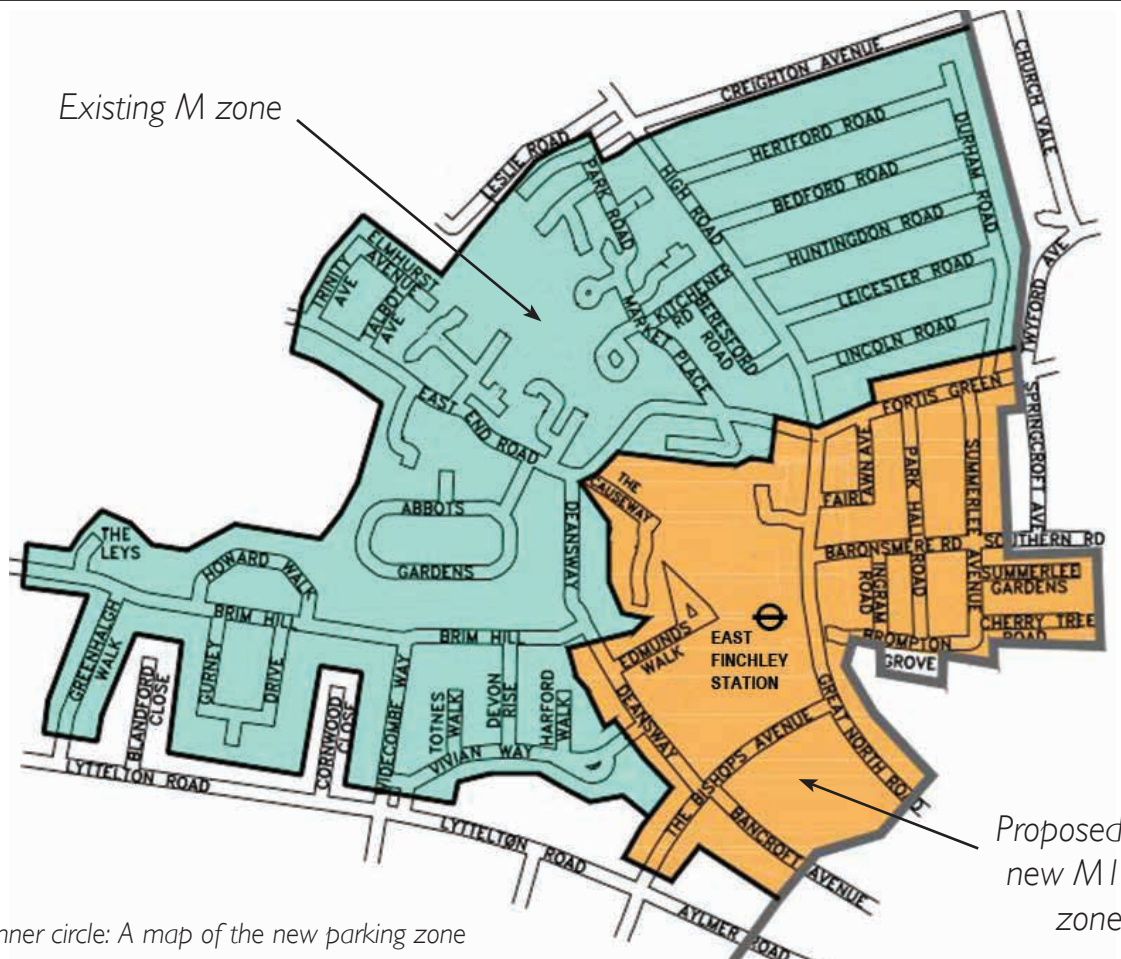 Existing M zone
CREIGHTON AVENUE
CHURCH VALE
LESLIE ROAD
PARK ROAD
HIGH ROAD
HERTFORD ROAD
DURHAM ROAD
BEDFORD ROAD
HUNTINGDON ROAD
LEICESTER ROAD
LINCOLN ROAD
TWYFORD AVE
ELMHURST
AVENUE
TRINITY
AVE
TALBOT
AVE
KITCHENER
RD
BERESFORD
ROAD
MARKET PLACE
EAST END ROAD
FORTIS GREEN
SPRINGCROFT AVE
THE
CAUSEWAY
FAIRLAWN AVE
PARK HALL ROAD
SUMMERLEE AVENUE
ABBOTS
GARDENS
DEANSWAY
BARONSMERE RD
SOUTHERN RD
INGRAM
ROAD
SUMMERLEE
GARDENS
CHERRY TREE
ROAD
BROMPTON
GROVE
THE
LEYS
HOWARD WALK
BRIM HILL
BRIM HILL
EDMUNDS
WALK
EAST
FINCHLEY
STATION
GREENHALGH
WALK
BLANDFORD
CLOSE
GURNEY
DRIVE
CORNWOOD
CLOSE
VIDECOMBE WAY
TOTNES
WALK
DEVON
RISE
HARFORD
WALK
VIVIAN WAY
DEANSWAY
GREAT NORTH ROAD
THE BISHOPS AVENUE
BANCROFT AVENUE
LYTTELTON ROAD
LYTTELTON ROAD
AYLMER ROAD
Proposed
new M1
zone
nner circle: A map of the new parking zone